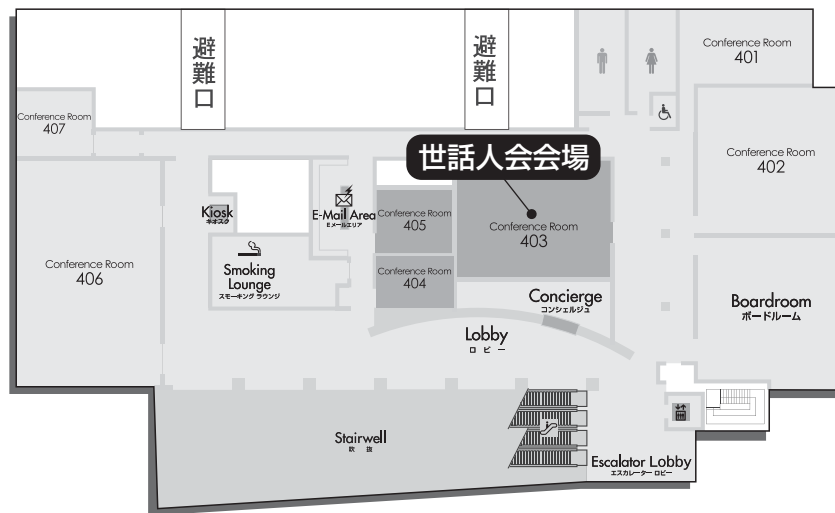 避難口
避難口
Conference Room
401
Conference Room
407
世話人会会場
Conference Room
402
Kiosk
キオスク
E-Mail Area
Eメールエリア
Conference Room
405
Conference Room
403
Conference Room
406
Smoking
Lounge
スモーキング ラウンジ
Conference Room
404
Concierge
コンシェルジュ
Boardroom
ボードルーム
Lobby
ロビー
Stairwell
吹抜
Escalator Lobby
エスカレーター ロビー